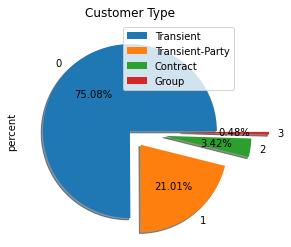 Customer Type
Transient
Transient-Party
Contract
Group
0
75.08%
0.48%
3
3.42%
2
percent
21.01%
1